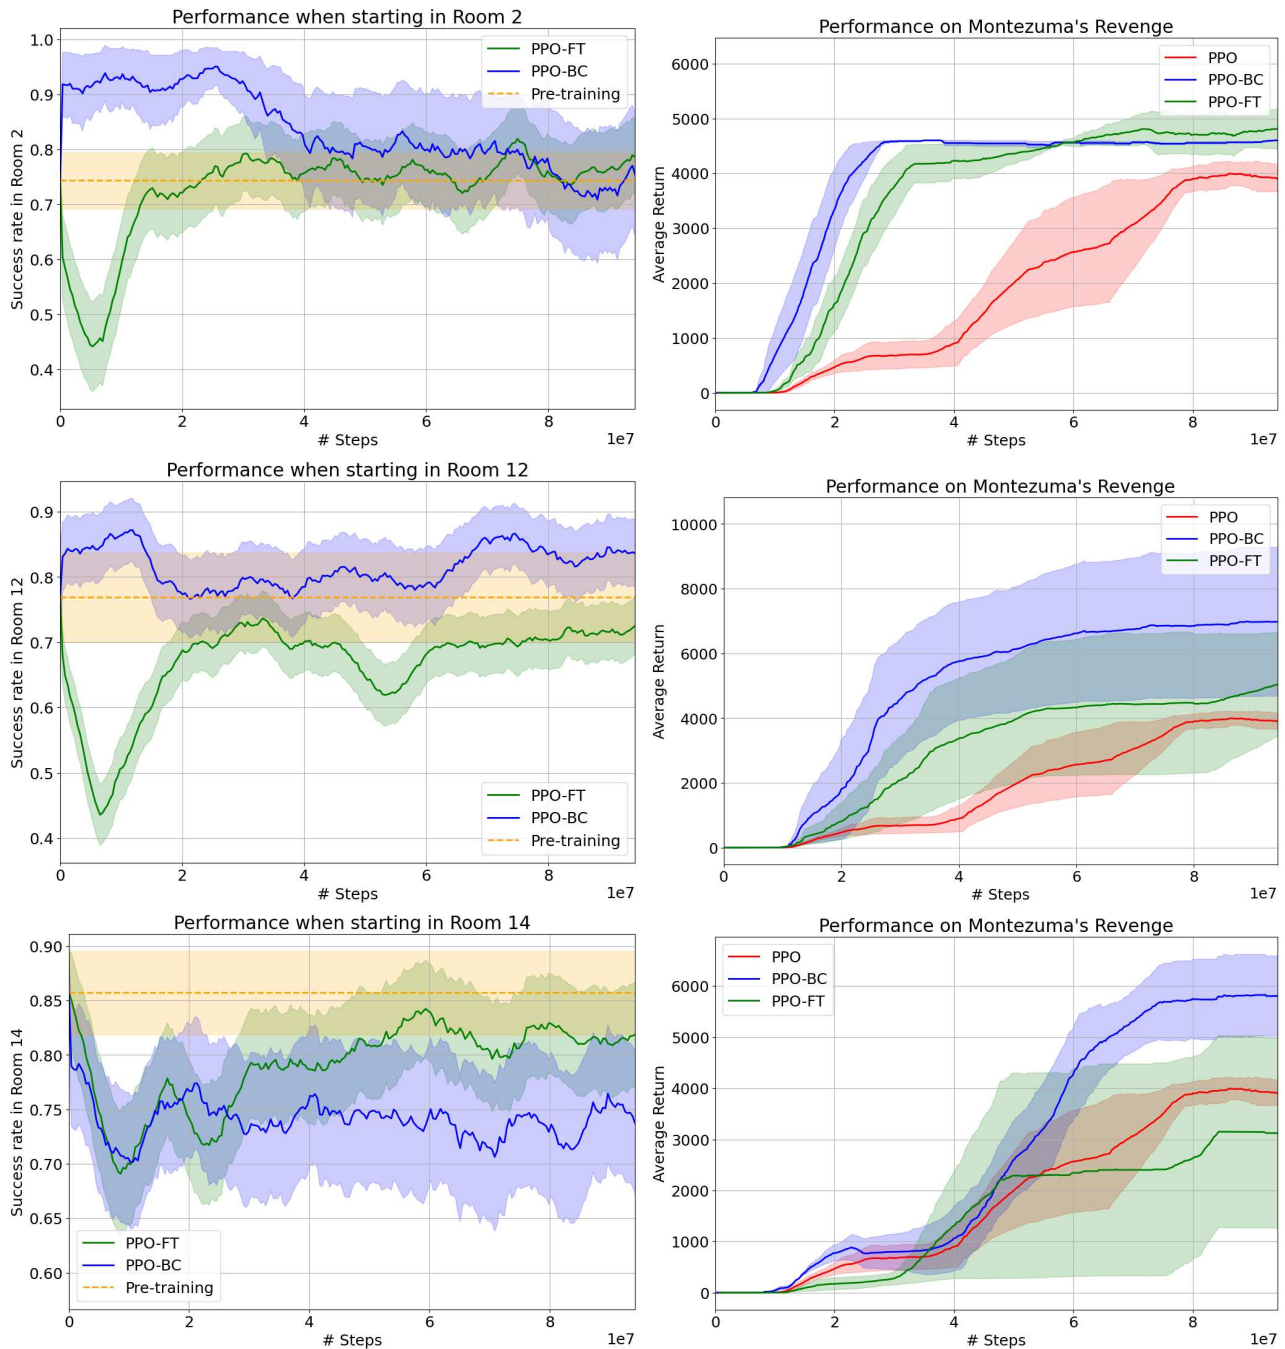 Performance when starting in Room 2
1.0
0.9
0.8
0.7
0.6
0.5
0.4
Success rate in Room 2
PPO-FT
PPO-BC
Pre-training
0
2
4
6
8
1e7
# Steps
Performance on Montezuma's Revenge
6000
5000
4000
3000
2000
1000
0
Average Return
PPO
PPO-BC
PPO-FT
0
2
4
6
8
1e7
# Steps
Performance when starting in Room 12
0.9
0.8
0.7
0.6
0.5
0.4
Success rate in Room 12
PPO-FT
PPO-BC
Pre-training
0
2
4
6
8
1e7
# Steps
Performance on Montezuma's Revenge
10000
8000
6000
4000
2000
0
Average Return
PPO
PPO-BC
PPO-FT
0
2
4
6
8
1e7
# Steps
Performance when starting in Room 14
0.90
0.85
0.80
0.75
0.70
0.65
0.60
Success rate in Room 14
PPO-FT
PPO-BC
Pre-training
0
2
4
6
8
1e7
# Steps
Performance on Montezuma's Revenge
6000
5000
4000
3000
2000
1000
0
Average Return
PPO
PPO-BC
PPO-FT
0
2
4
6
8
1e7
# Steps